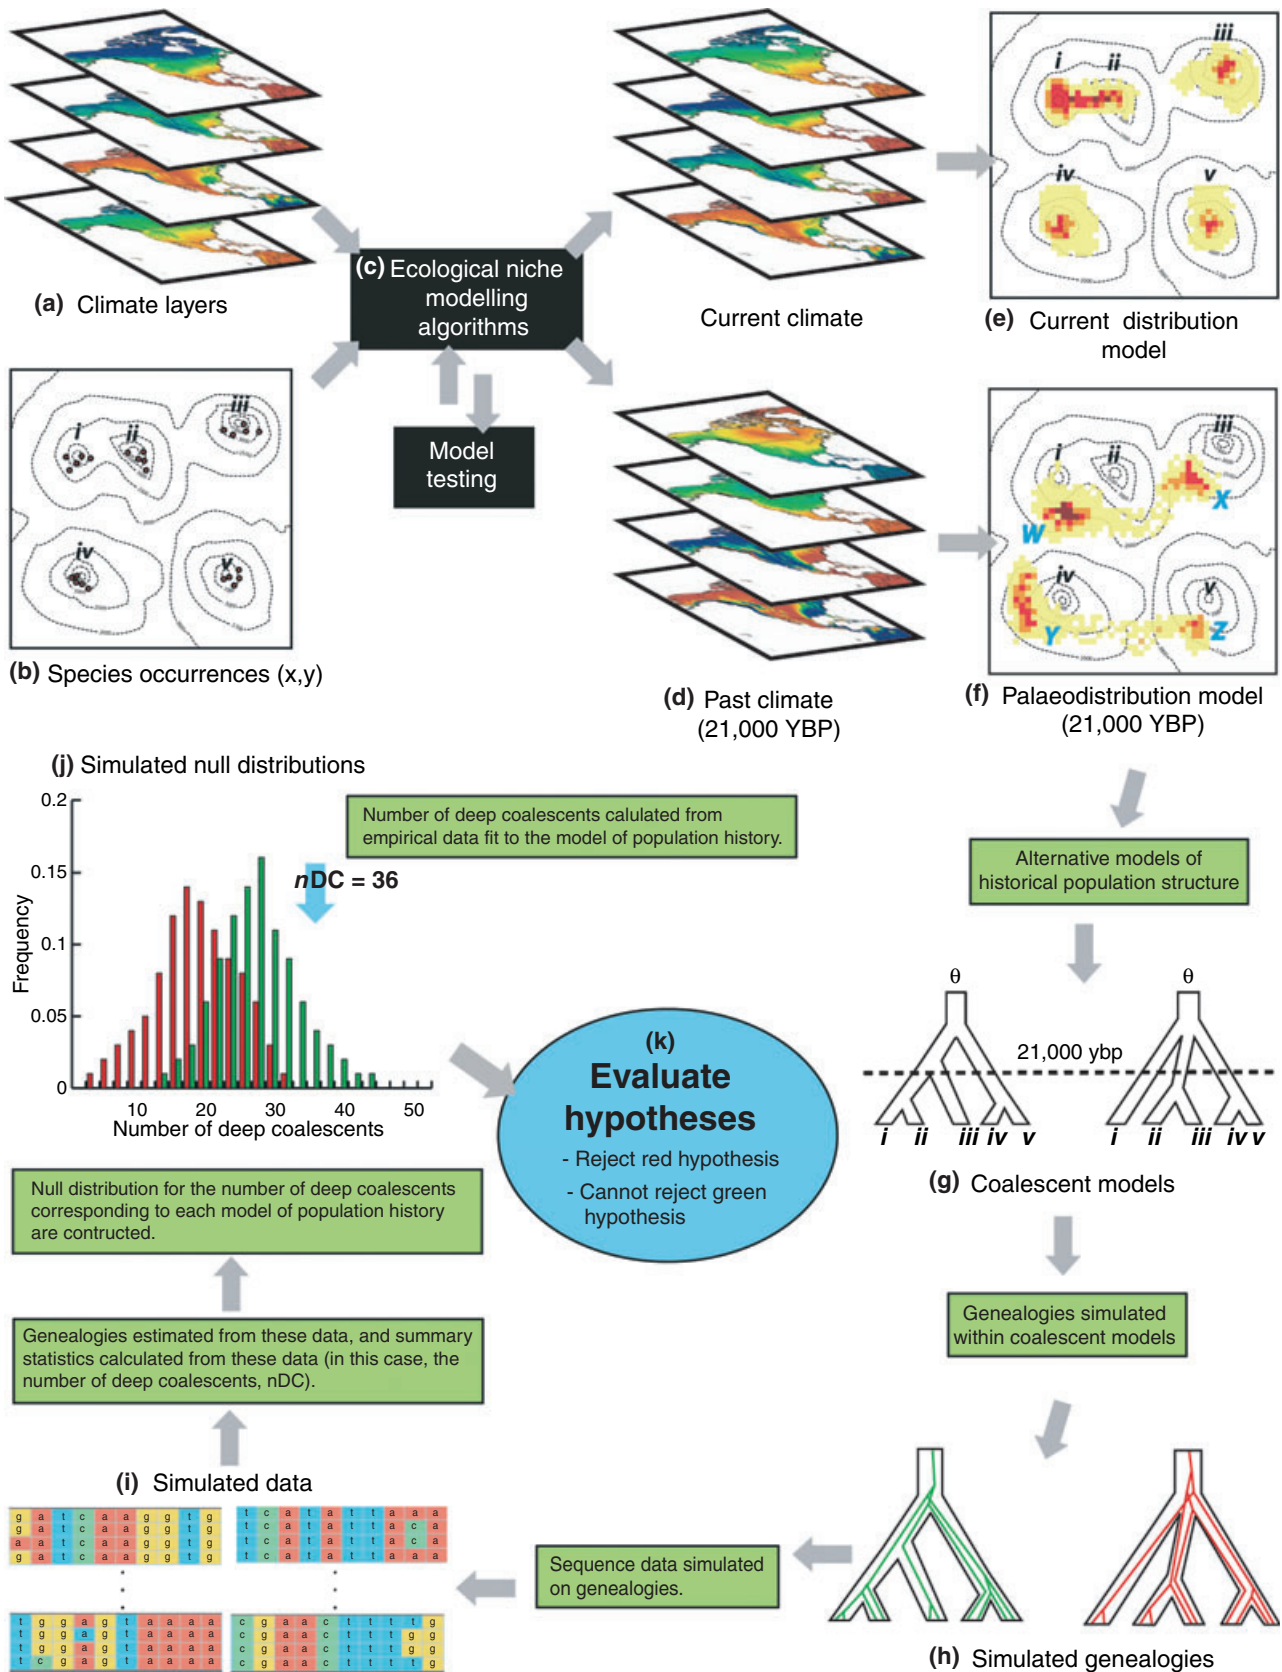 (a) Climate layers
(b) Species occurrences (x,y)
i
ii
iii
iv
v
(c) Ecological niche
modelling
algorithms
Model
testing
Current climate
(d) Past climate
(21,000 YBP)
i
ii
iii
iv
v
(e) Current distribution
model
i
ii
iii
iv
v
W
X
Y
Z
(f) Palaeodistribution model
(21,000 YBP)
Alternative models of
historical population structure
θ
θ
21,000 ybp
i ii iii iv v
i ii iii iv v
(g) Coalescent models
Genealogies simulated
within coalescent models
(h) Simulated genealogies
Sequence data simulated
on genealogies.
(i) Simulated data
g a t c a a g g t g
g a t c a a g g t g
a a t c a a g g t g
g a t c a a g g t g
t c a t a t t a a a
t c a t a t t a c a
t c a t a t t a c a
t c a t a t t a a a
t g g a g t a a a a
t g g a g t a a a a
t g g a g t a a a a
t c g a g t a a a a
c g a a c t t t t g
c g a a c t t t g g
c g a a c t t t g g
c g a a c t t t t g
Genealogies estimated from these data, and summary
statistics calculated from these data (in this case, the
number of deep coalescents, nDC).
Null distribution for the number of deep coalescents
corresponding to each model of population history
are contructed.
(j) Simulated null distributions
Number of deep coalescents calulated from
empirical data fit to the model of population history.
nDC = 36
Frequency
0.2
0.15
0.1
0.05
0
10 20 30 40 50
Number of deep coalescents
(k)
Evaluate
hypotheses
- Reject red hypothesis
- Cannot reject green
hypothesis